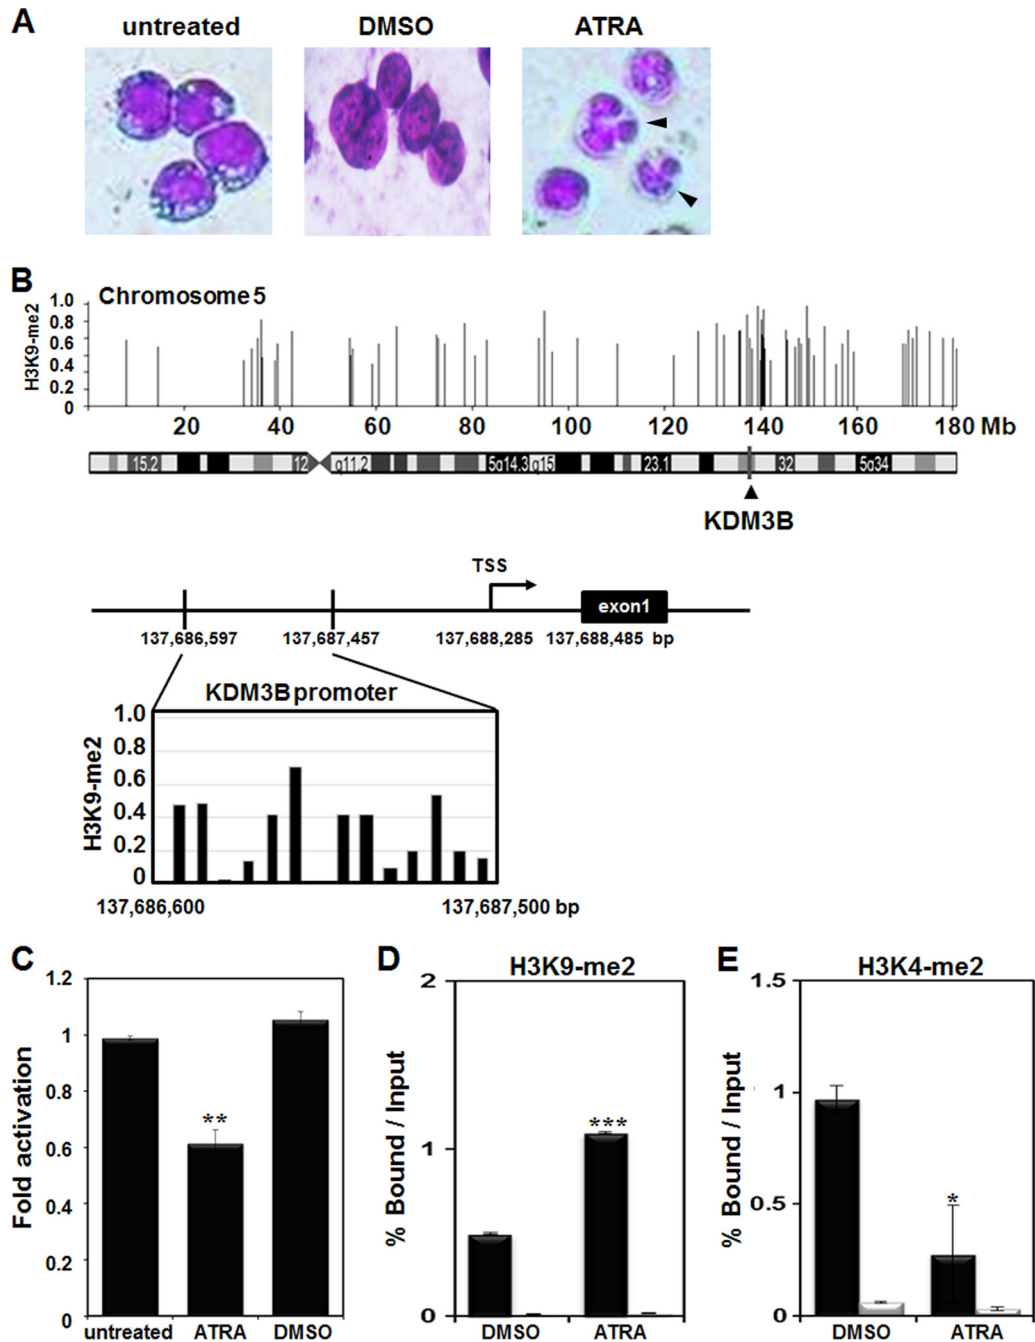 A
untreated DMSO ATRA
B
Chromosome 5
H3K9-me2
1.0
0.8
0.6
0.4
0.2
0
20 40 60 80 100 120 140 160 180 Mb
15.2 12 q11.2 5q14.3 q15 23.1 32 5q34
KDM3B
TSS
exon1
137,686,597 137,687,457 137,688,285 137,688,485 bp
KDM3B promoter
H3K9-me2
1.0
0.8
0.6
0.4
0.2
0
137,686,600 137,687,500 bp
C
Fold activation
1.2
1
0.8
0.6
0.4
0.2
0
**
untreated ATRA DMSO
D
H3K9-me2
% Bound / Input
2
1
0
***
DMSO ATRA
E
H3K4-me2
% Bound / Input
1.5
1
0.5
0
*
DMSO ATRA